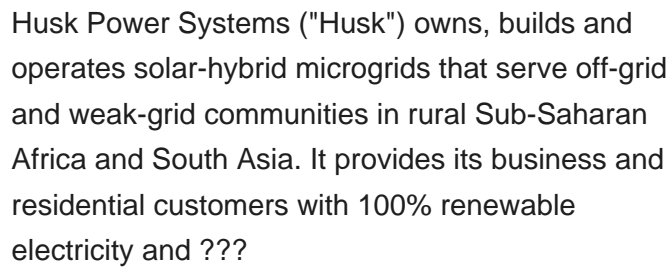 Husk Power Systems ("Husk") owns, builds and
operates solar-hybrid microgrids that serve off-grid
and weak-grid communities in rural Sub-Saharan
Africa and South Asia. It provides its business and
residential customers with 100% renewable
electricity and ???